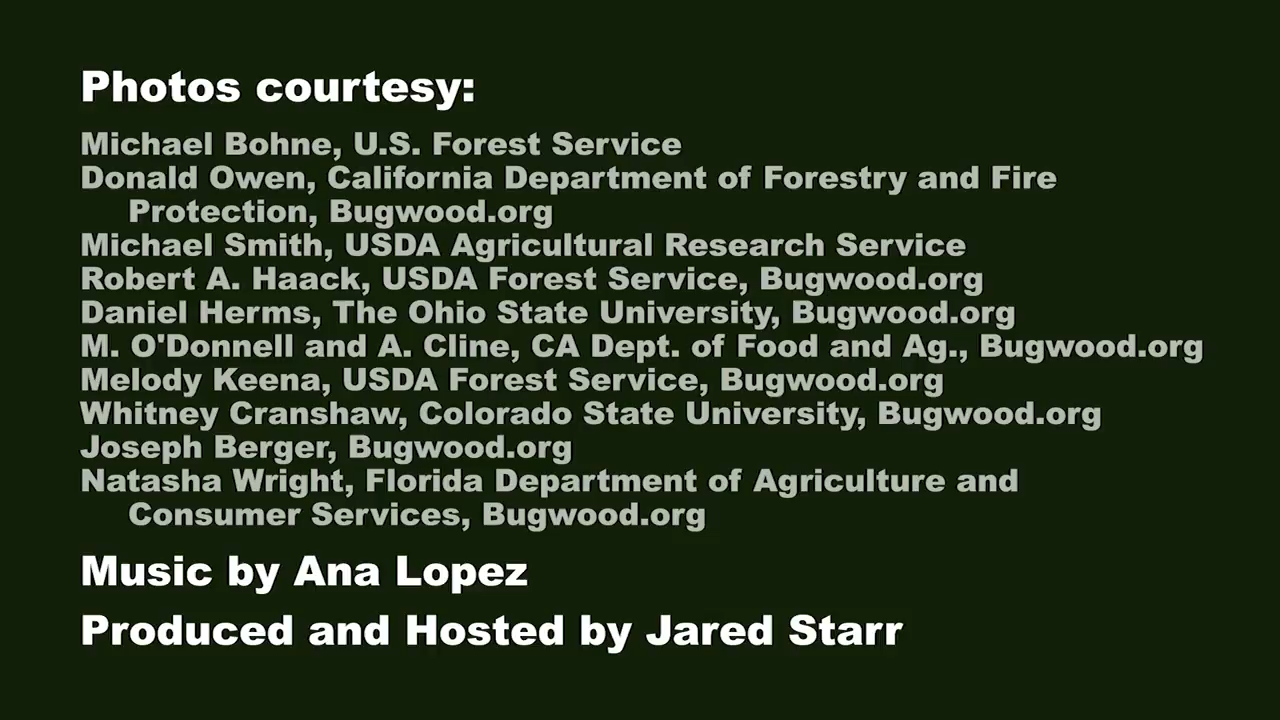 Photos courtesy:
Michael Bohne, U.S. Forest Service
Donald Owen, California Department of Forestry and Fire
Protection, Bugwood.org
Michael Smith, USDA Agricultural Research Service
Robert A. Haack, USDA Forest Service, Bugwood.org
Daniel Herms, The Ohio State University, Bugwood.org
M. O'Donnell and A. Cline, CA Dept. of Food and Ag., Bugwood.org
Melody Keena, USDA Forest Service, Bugwood.org
Whitney Cranshaw, Colorado State University, Bugwood.org
Joseph Berger, Bugwood.org
Natasha Wright, Florida Department of Agriculture and
Consumer Services, Bugwood.org
Music by Ana Lopez
Produced and Hosted by Jared Starr